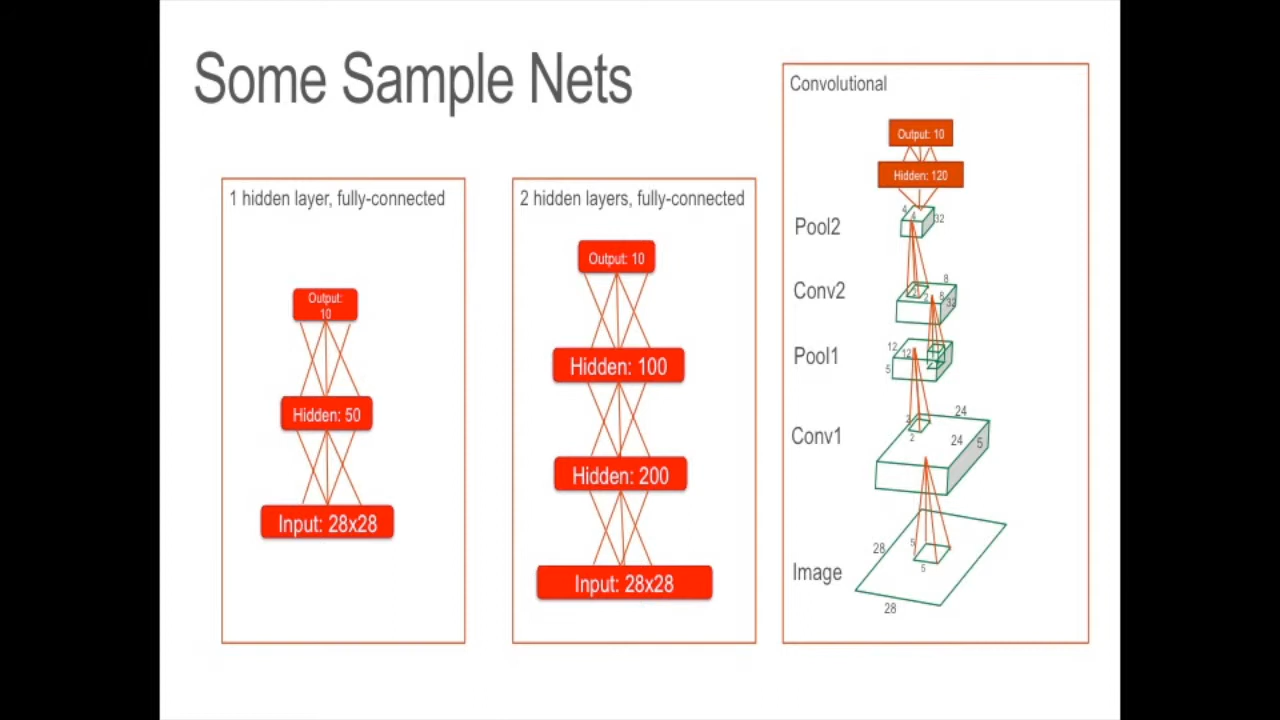 Some Sample Nets
1 hidden layer, fully-connected
Output:
10
Hidden: 50
Input: 28x28
2 hidden layers, fully-connected
Output: 10
Hidden: 100
Hidden: 200
Input: 28x28
Convolutional
Output: 10
Hidden: 120
Pool2
4
4
32
Conv2
8
8
32
2
Pool1
12
12
5
Conv1
24
24
5
2
2
Image
28
28
5
5